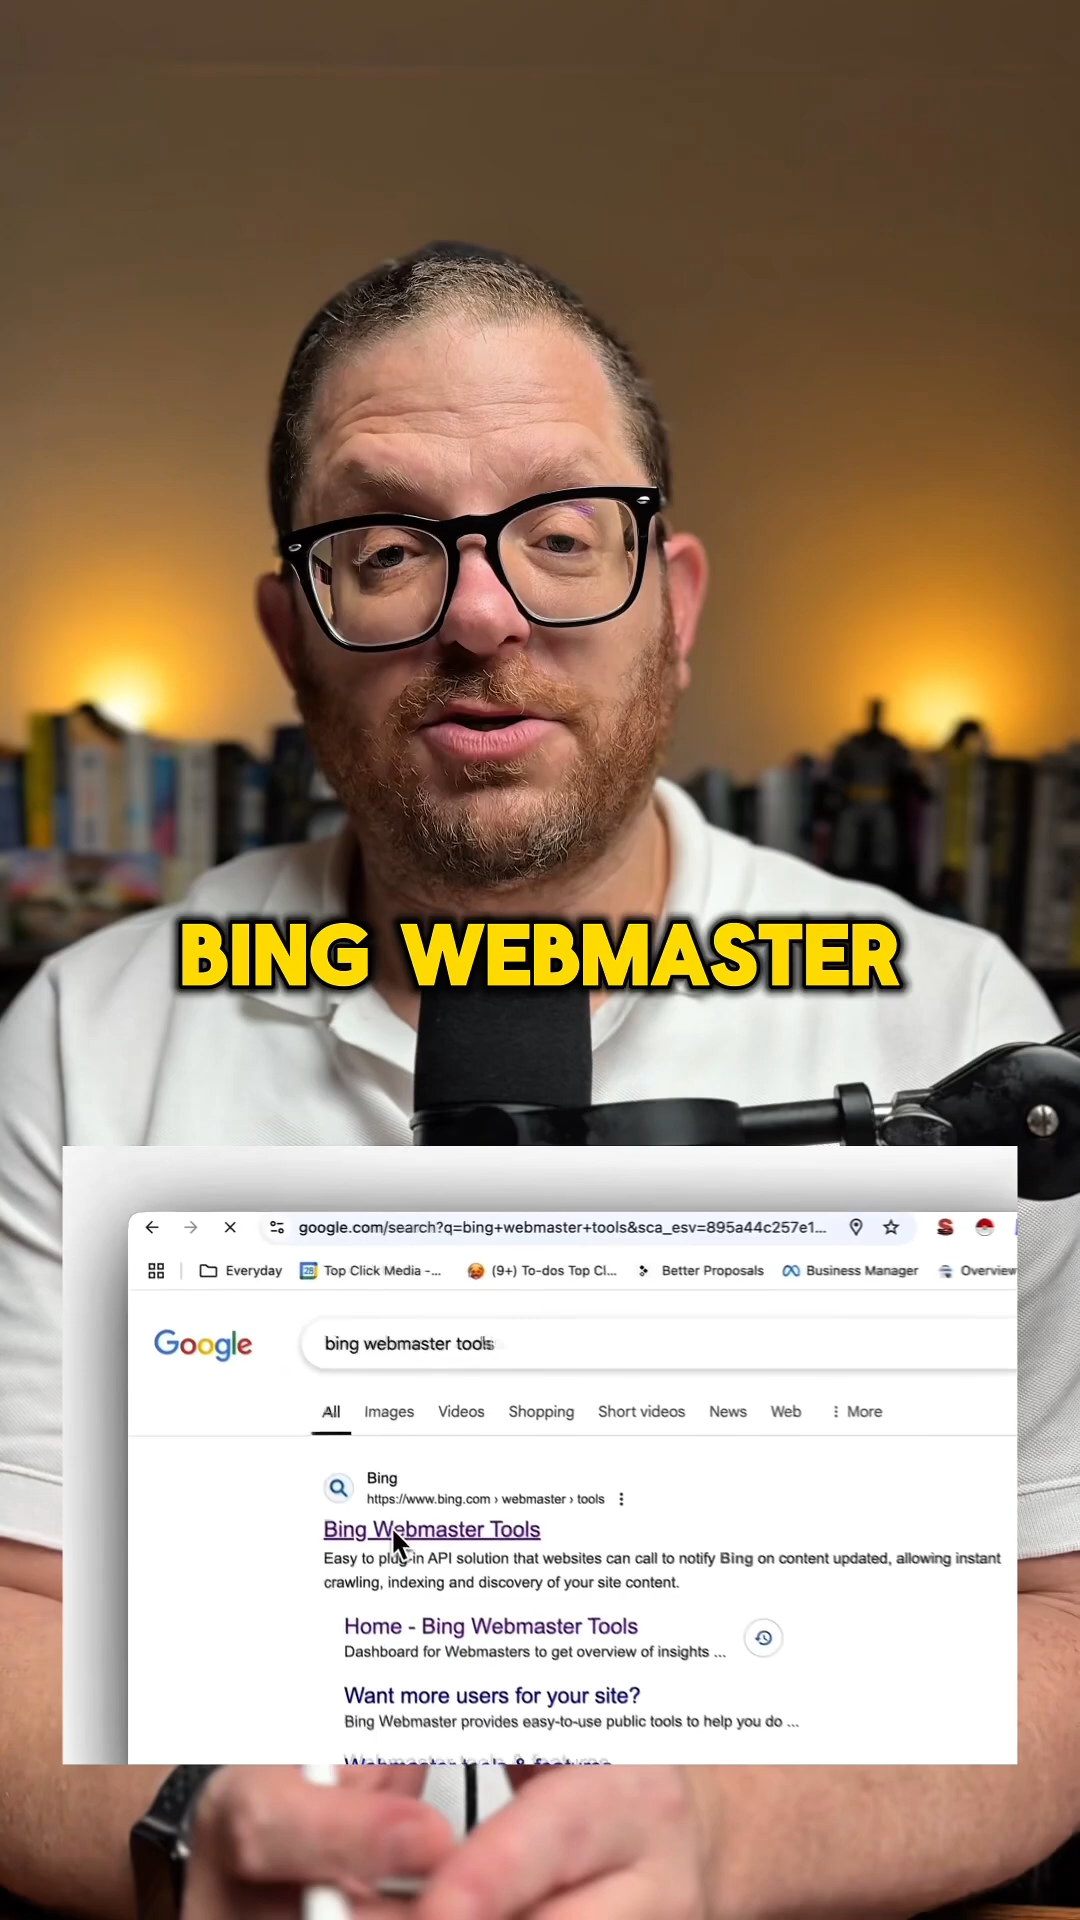 BING WEBMASTER
google.com/search?q=bing+webmaster+tools&sca_esv=895a44c257e1...
Everyday
28
Top Click Media -...
(9+) To-dos Top Cl...
Better Proposals
Business Manager
Overview
Google
bing webmaster tools
All Images Videos Shopping Short videos News Web More
Bing
https://www.bing.com › webmaster › tools
Bing Webmaster Tools
Easy to plug-in API solution that websites can call to notify Bing on content updated, allowing instant
crawling, indexing and discovery of your site content.
Home - Bing Webmaster Tools
Dashboard for Webmasters to get overview of insights ...
Want more users for your site?
Bing Webmaster provides easy-to-use public tools to help you do ...
Webmaster tools & features